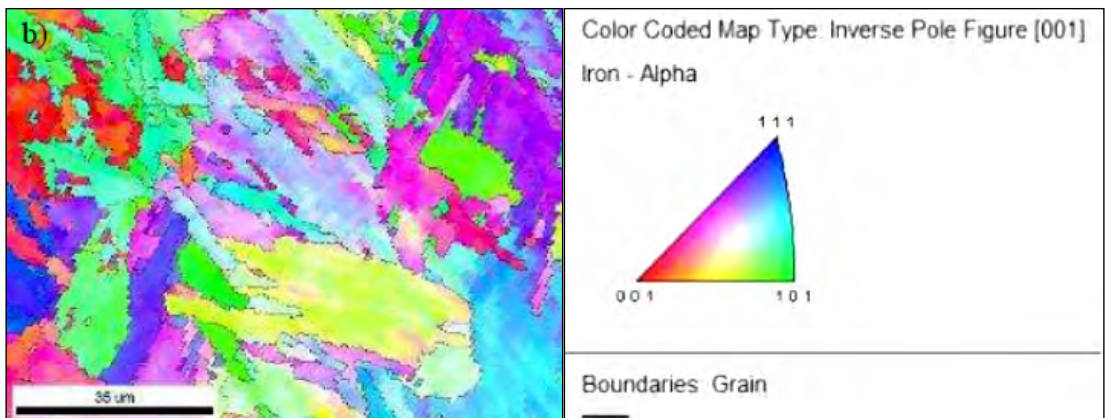 b)
35 um
Color Coded Map Type: Inverse Pole Figure [001]
Iron - Alpha
1 1 1
0 0 1
1 0 1
Boundaries: Grain